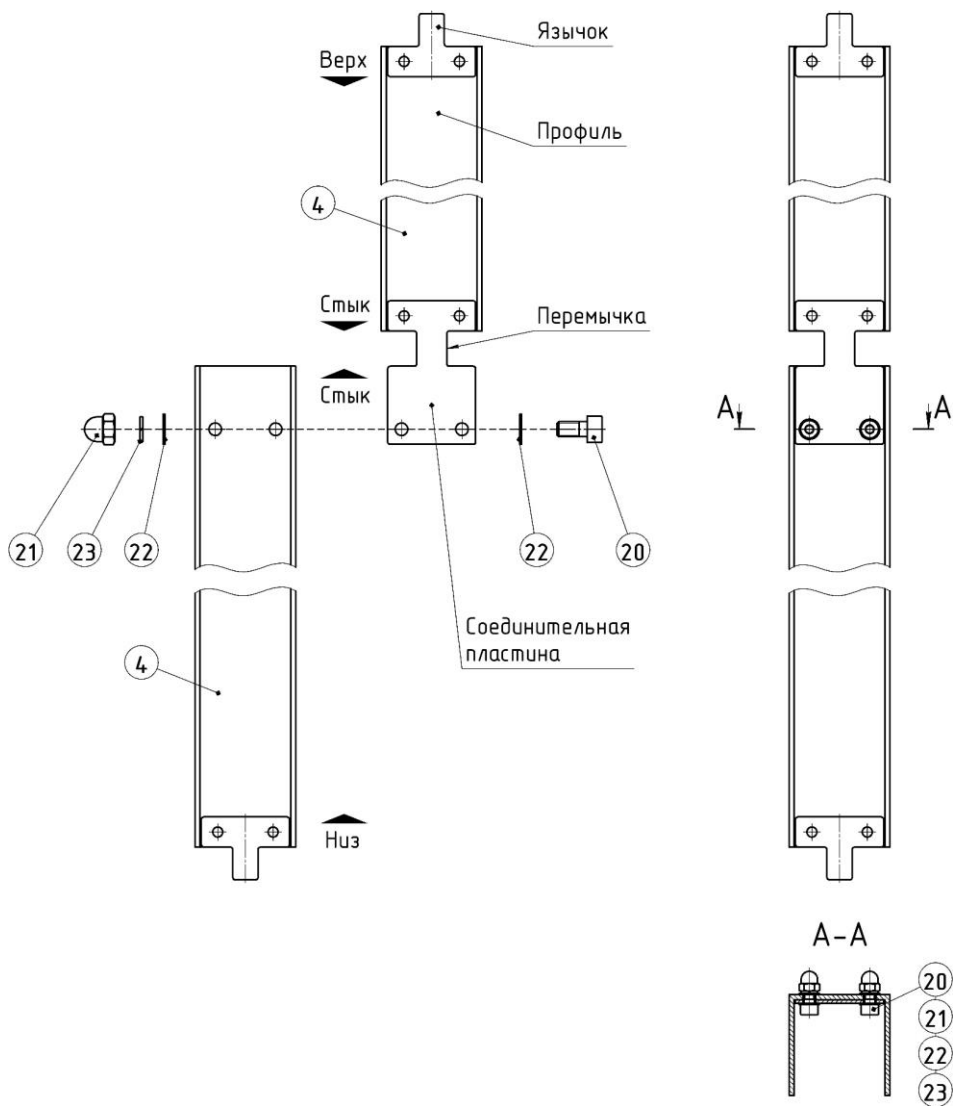 Язычок
Верх
Профиль
4
Стык
Перемычка
Стык
А
А
21
23
22
22
20
Соединительная
пластина
4
Низ
А-А
20
21
22
23